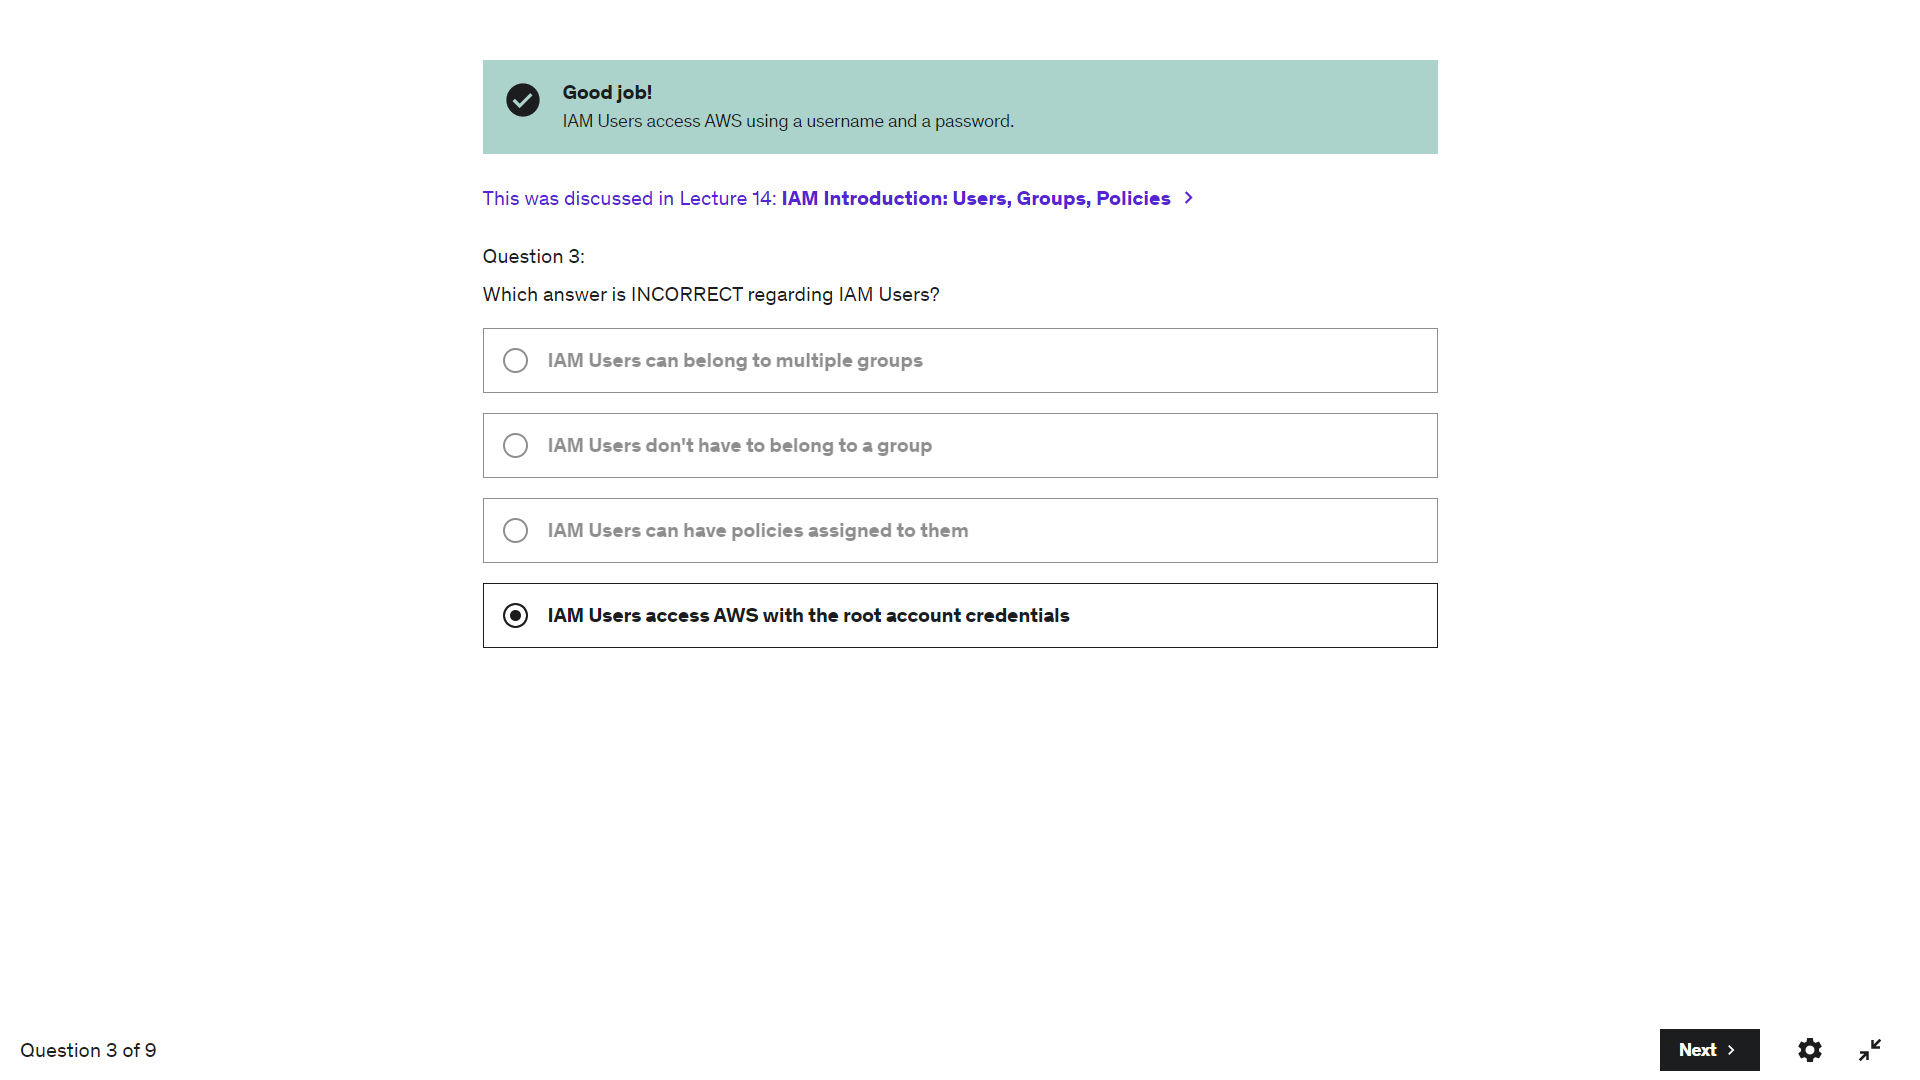 Good job!
IAM Users access AWS using a username and a password.
This was discussed in Lecture 14: IAM Introduction: Users, Groups, Policies
Question 3:
Which answer is INCORRECT regarding IAM Users?
IAM Users can belong to multiple groups
IAM Users don't have to belong to a group
IAM Users can have policies assigned to them
IAM Users access AWS with the root account credentials
Question 3 of 9
Next